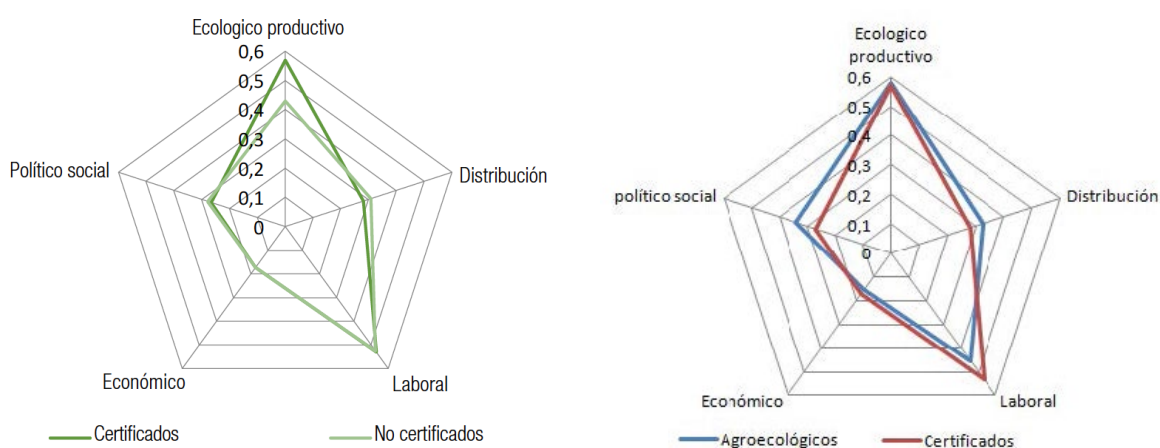 Ecologico productivo
0,6
0,5
0,4
0,3
0,2
0,1
0
Político social
Distribución
Económico
Laboral
Certificados
No certificados
Ecologico
productivo
0,6
0,5
0,4
0,3
0,2
0,1
0
político social
Distribución
Económico
Laboral
Agroecológicos
Certificados